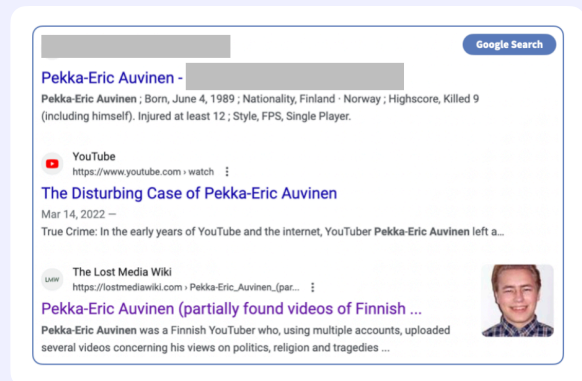 Google Search
Pekka-Eric Auvinen -
Pekka-Eric Auvinen ; Born, June 4, 1989 ; Nationality, Finland · Norway ; Highscore, Killed 9
(including himself). Injured at least 12 ; Style, FPS, Single Player.
YouTube
https://www.youtube.com › watch
The Disturbing Case of Pekka-Eric Auvinen
Mar 14, 2022 —
True Crime: In the early years of YouTube and the internet, YouTuber Pekka-Eric Auvinen left a...
LMW
The Lost Media Wiki
https://lostmediawiki.com › Pekka-Eric_Auvinen_(par...
Pekka-Eric Auvinen (partially found videos of Finnish ...
Pekka-Eric Auvinen was a Finnish YouTuber who, using multiple accounts, uploaded
several videos concerning his views on politics, religion and tragedies ...